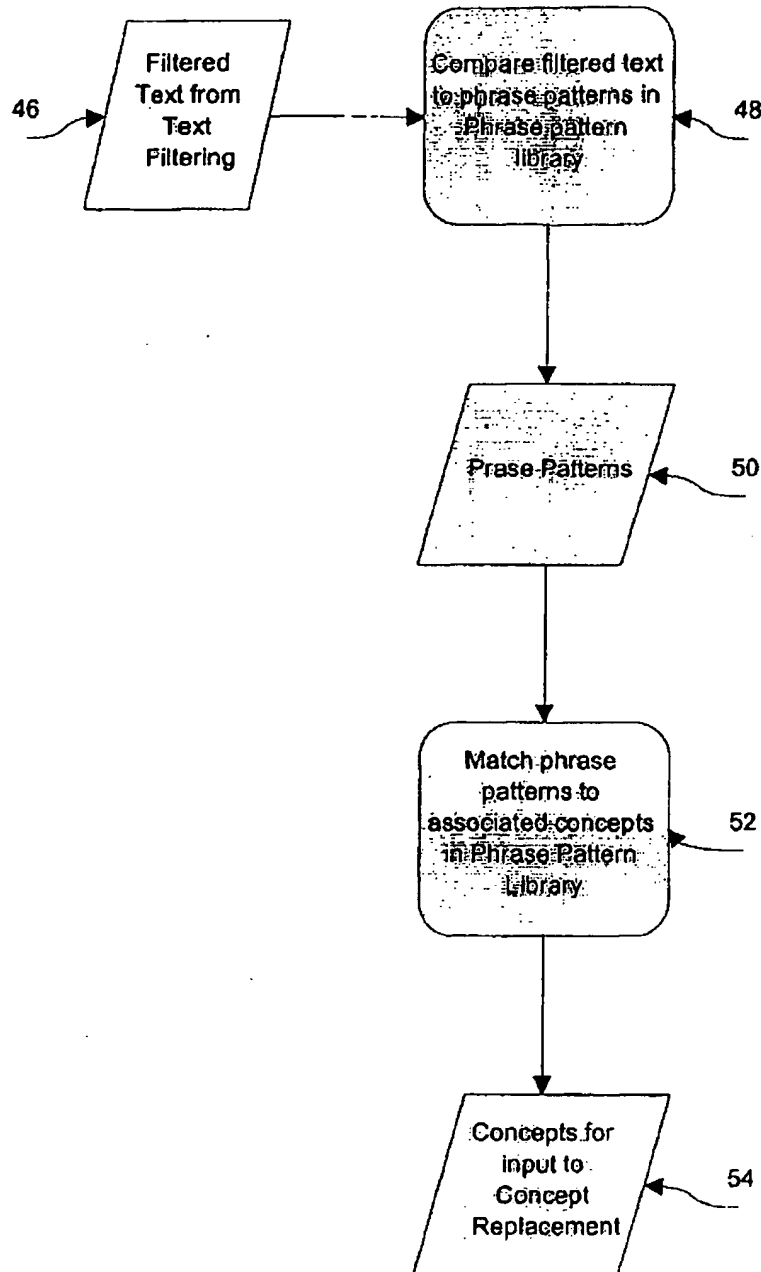 Filtered
Text from
Text
Filtering
46
Compare filtered text
to phrase patterns in
Phrase pattern
library
48
Prase Patterns
50
Match phrase
patterns to
associated concepts
in Phrase Pattern
Library
52
Concepts for
input to
Concept
Replacement
54